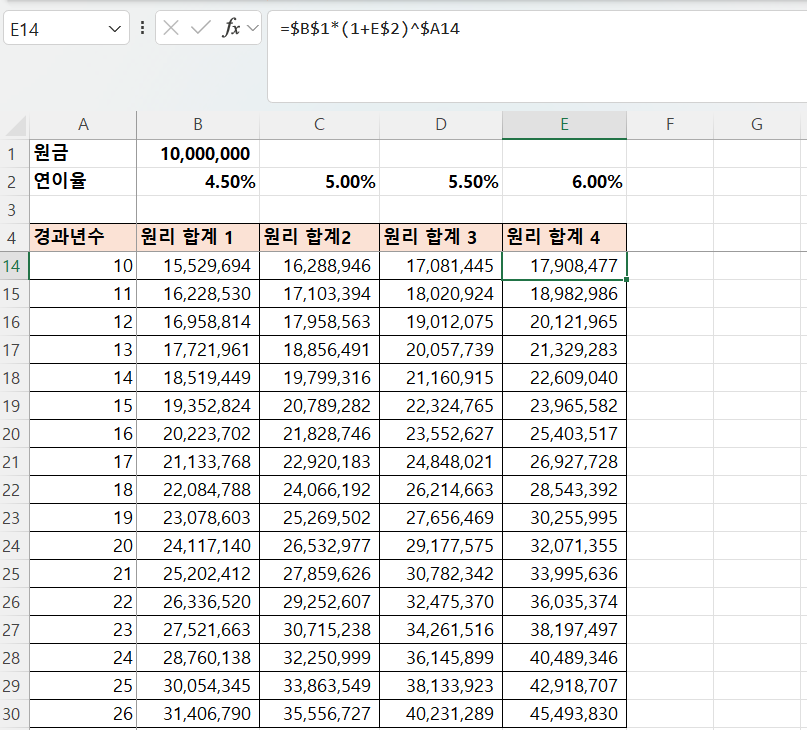 E14 fx =$B$1*(1+E$2)^$A14
A B C D E F G
1 원금 10,000,000
2 연이율 4.50% 5.00% 5.50% 6.00%
3
4 경과년수 원리 합계 1 원리 합계2 원리 합계 3 원리 합계 4
14 10 15,529,694 16,288,946 17,081,445 17,908,477
15 11 16,228,530 17,103,394 18,020,924 18,982,986
16 12 16,958,814 17,958,563 19,012,075 20,121,965
17 13 17,721,961 18,856,491 20,057,739 21,329,283
18 14 18,519,449 19,799,316 21,160,915 22,609,040
19 15 19,352,824 20,789,282 22,324,765 23,965,582
20 16 20,223,702 21,828,746 23,552,627 25,403,517
21 17 21,133,768 22,920,183 24,848,021 26,927,728
22 18 22,084,788 24,066,192 26,214,663 28,543,392
23 19 23,078,603 25,269,502 27,656,469 30,255,995
24 20 24,117,140 26,532,977 29,177,575 32,071,355
25 21 25,202,412 27,859,626 30,782,342 33,995,636
26 22 26,336,520 29,252,607 32,475,370 36,035,374
27 23 27,521,663 30,715,238 34,261,516 38,197,497
28 24 28,760,138 32,250,999 36,145,899 40,489,346
29 25 30,054,345 33,863,549 38,133,923 42,918,707
30 26 31,406,790 35,556,727 40,231,289 45,493,830